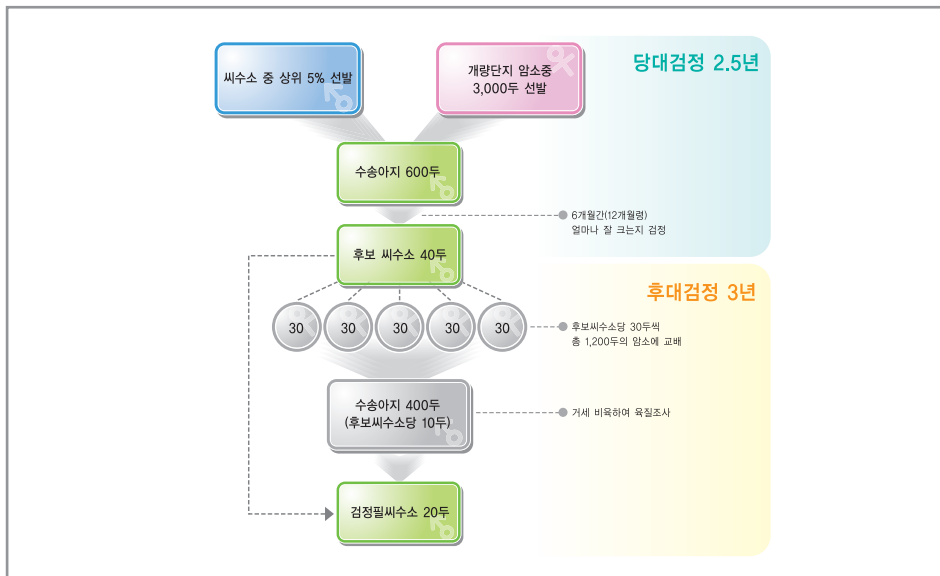 씨수소 중 상위 5% 선발
개량단지 암소중
3,000두 선발
당대검정 2.5년
수송아지 600두
6개월간(12개월령)
얼마나 잘 크는지 검정
후보 씨수소 40두
후대검정 3년
30 30 30 30 30
후보씨수소당 30두씩
총 1,200두의 암소에 교배
수송아지 400두
(후보씨수소당 10두)
거세 비육하여 육질조사
검정필씨수소 20두